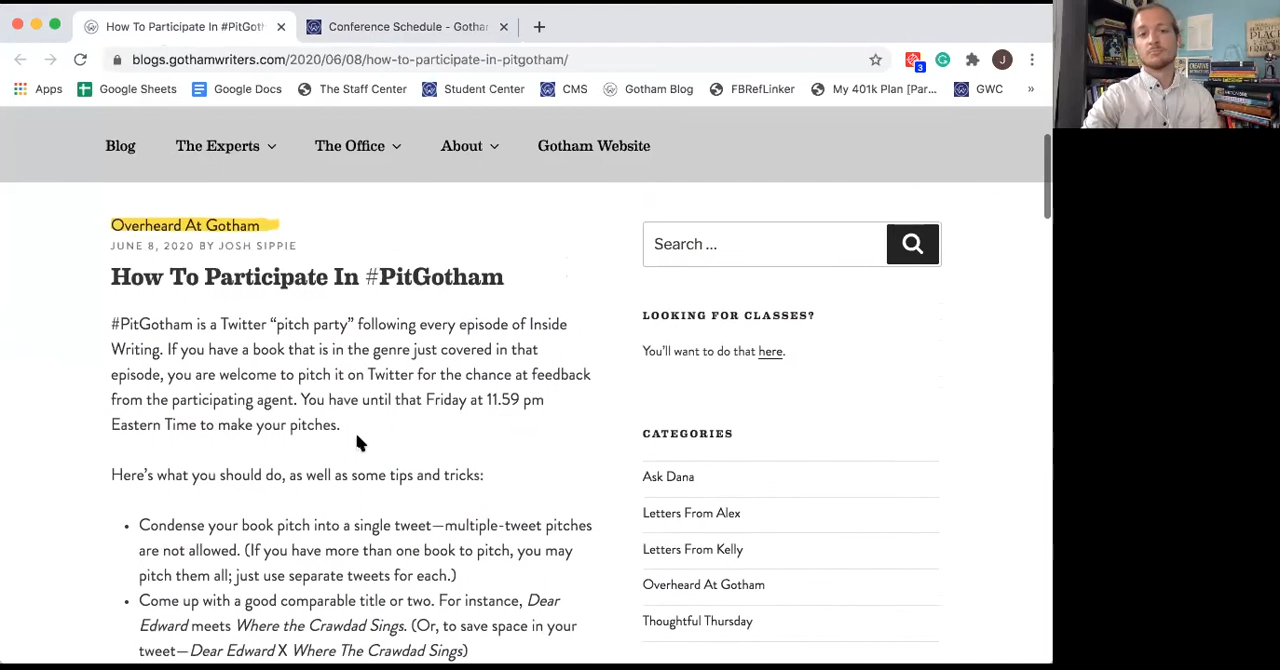 How To Participate In #PitGoth
Conference Schedule - Gotha
blogs.gothamwriters.com/2020/06/08/how-to-participate-in-pitgotham/
3
J
Apps Google Sheets Google Docs The Staff Center Student Center CMS Gotham Blog FBRefLinker My 401k Plan [Par... GWC »
Blog The Experts The Office About Gotham Website
Overheard At Gotham
JUNE 8, 2020 BY JOSH SIPPIE
How To Participate In #PitGotham
#PitGotham is a Twitter “pitch party” following every episode of Inside
Writing. If you have a book that is in the genre just covered in that
episode, you are welcome to pitch it on Twitter for the chance at feedback
from the participating agent. You have until that Friday at 11.59 pm
Eastern Time to make your pitches.
Here’s what you should do, as well as some tips and tricks:
• Condense your book pitch into a single tweet—multiple-tweet pitches
are not allowed. (If you have more than one book to pitch, you may
pitch them all; just use separate tweets for each.)
• Come up with a good comparable title or two. For instance, Dear
Edward meets Where the Crawdad Sings. (Or, to save space in your
tweet—Dear Edward X Where The Crawdad Sings)
Search ...
LOOKING FOR CLASSES?
You’ll want to do that here.
CATEGORIES
Ask Dana
Letters From Alex
Letters From Kelly
Overheard At Gotham
Thoughtful Thursday